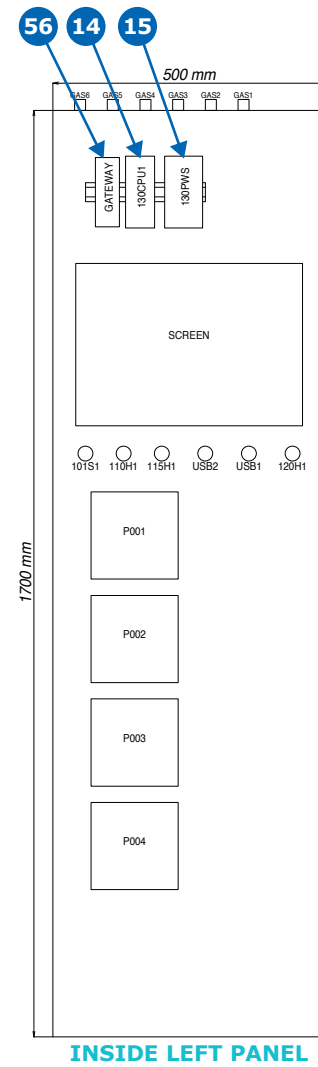 56 14 15
500 mm
GAS6 GAS5 GAS4 GAS3 GAS2 GAS1
GATEWAY
130CPU1
130PWS
SCREEN
101S1 110H1 115H1 USB2 USB1 120H1
P001
1700 mm
P002
P003
P004
INSIDE LEFT PANEL